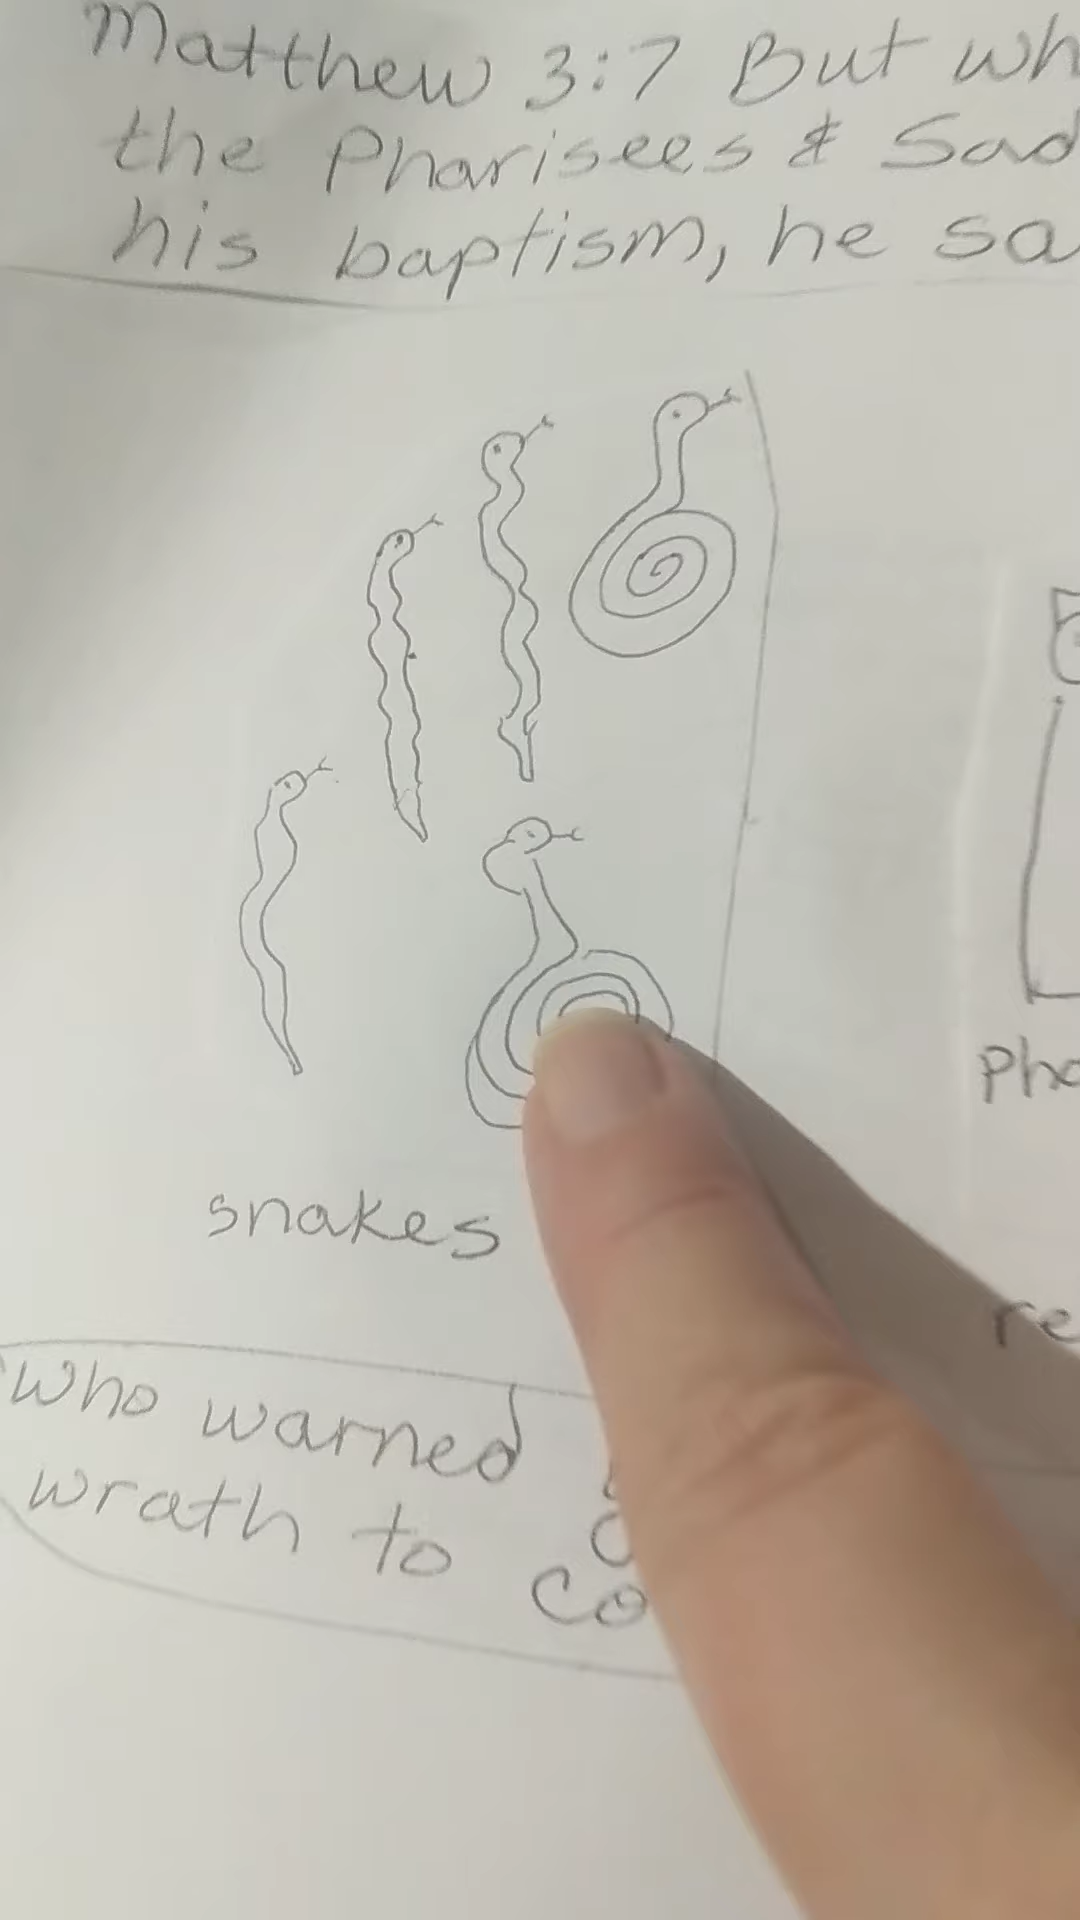 Matthew 3:7 But wh
the Pharisees & Sad
his baptism, he sa
Pha
snakes
re
who warned
wrath to
co